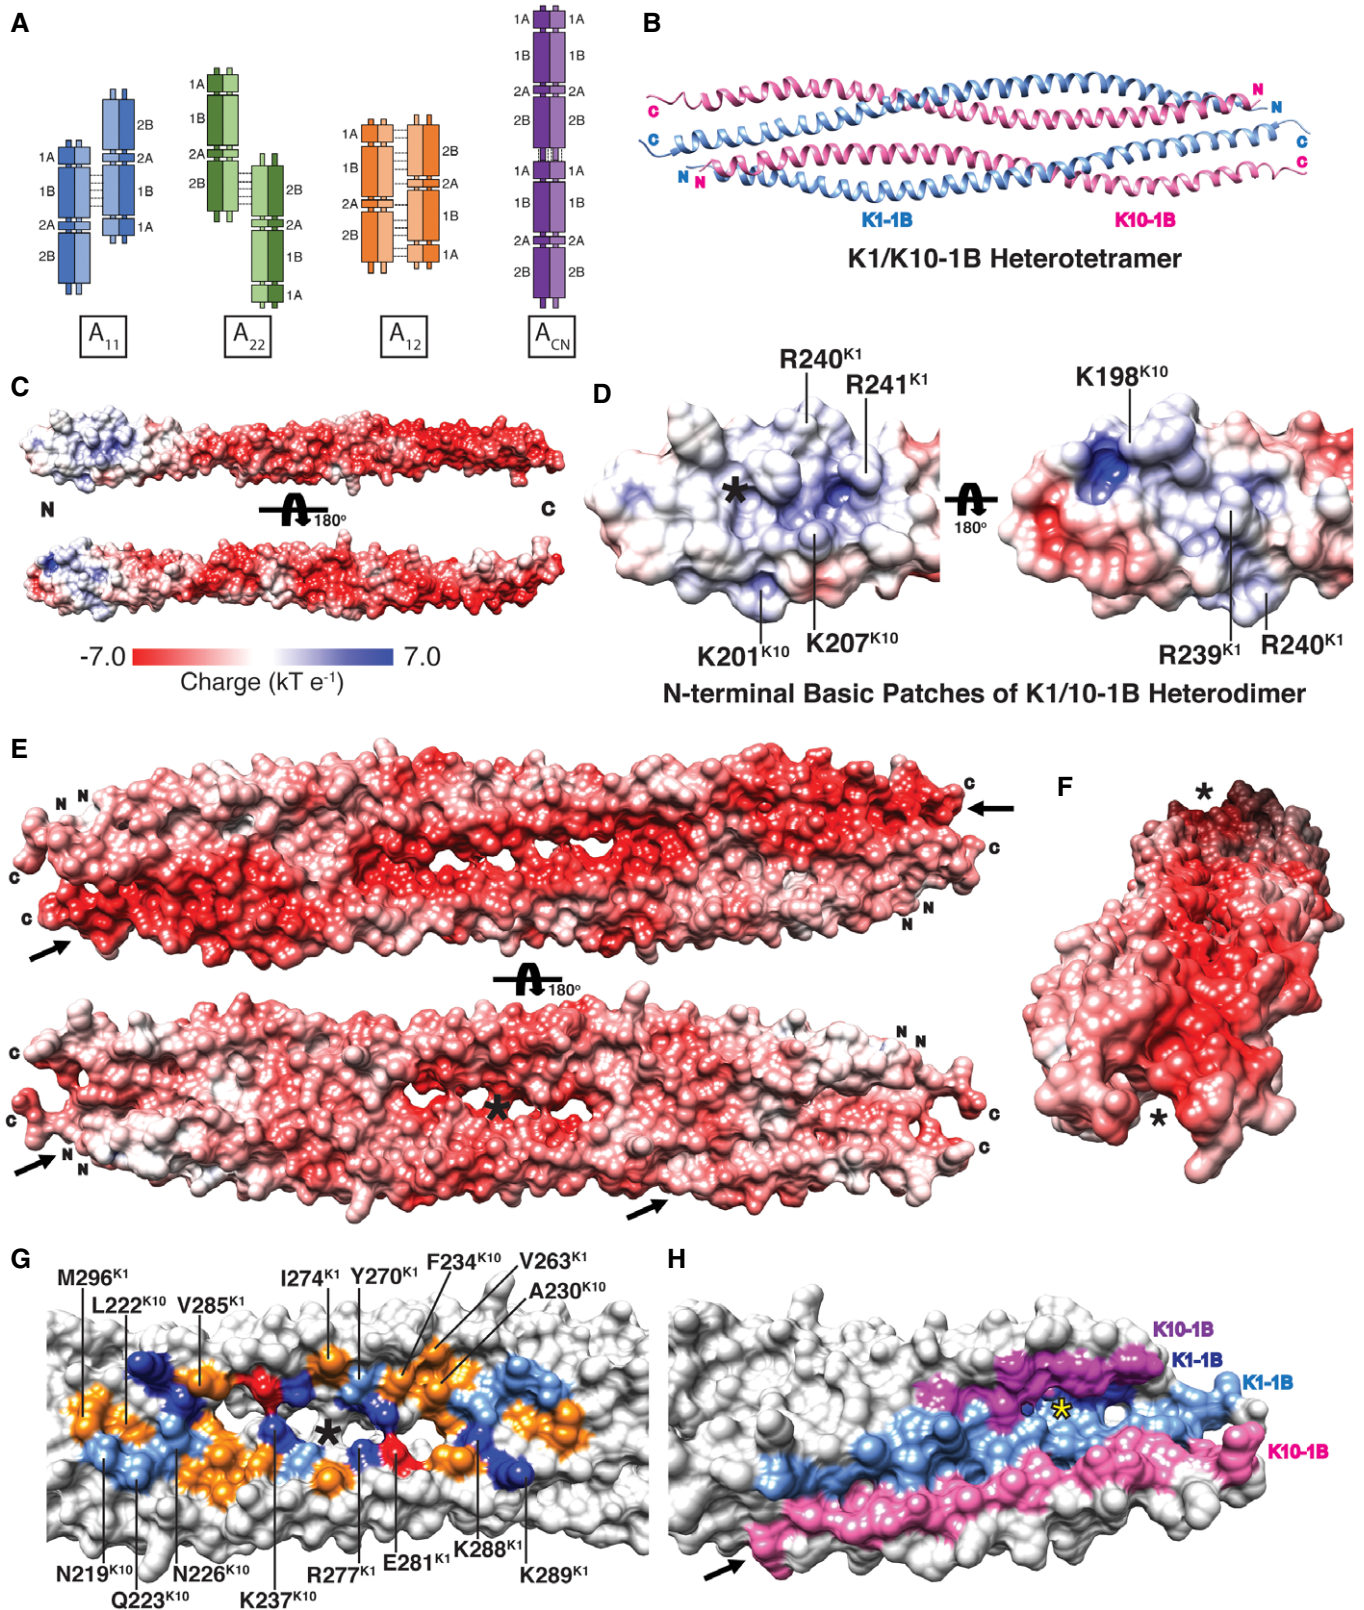 A
1A
1B
2A
2B
2B
2A
1B
1A
A11
1A
1B
2A
2B
2B
2A
1B
1A
A22
1A
1B
2A
2B
2B
2A
1B
1A
A12
1A 1A
1B 1B
2A 2A
2B 2B
1A 1A
1B 1B
2A 2A
2B 2B
ACN
B
C
C
N
N
N
N
C
C
K1-1B
K10-1B
K1/K10-1B Heterotetramer
C
N
C
180o
-7.0
7.0
Charge (kT e-1)
D
R240K1
R241K1
*
K201K10
K207K10
180o
K198K10
R239K1
R240K1
N-terminal Basic Patches of K1/10-1B Heterodimer
E
N N
C
C
C
C
N
N
180o
C
C
N
N
*
N
N
C
C
F
*
*
G
M296K1
L222K10
V285K1
I274K1
Y270K1
F234K10
V263K1
A230K10
*
N219K10
Q223K10
N226K10
K237K10
R277K1
E281K1
K288K1
K289K1
H
K10-1B
K1-1B
K1-1B
K10-1B
*